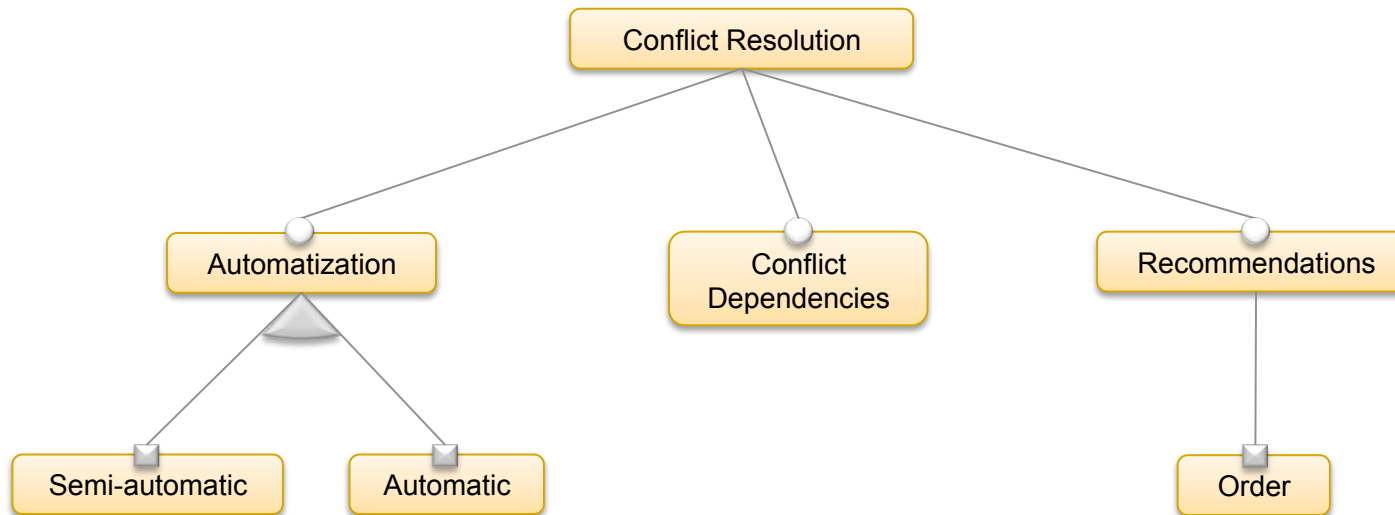 Conflict Resolution
Automatization
Conflict
Dependencies
Recommendations
Semi-automatic
Automatic
Order